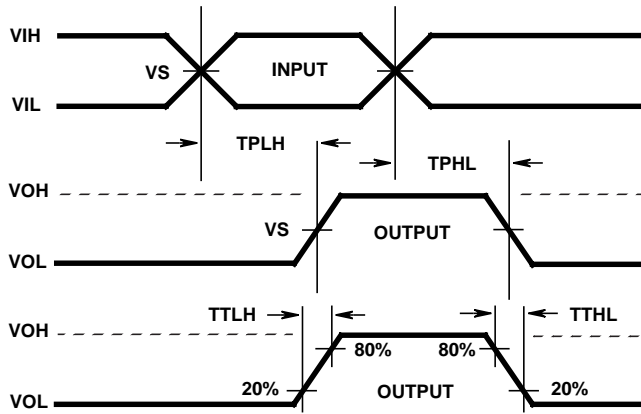 VIH
VS INPUT
VIL
TPLH TPHL
VOH
VS OUTPUT
VOL
TTLH TTHL
VOH
80% 80%
20% 20%
OUTPUT
VOL